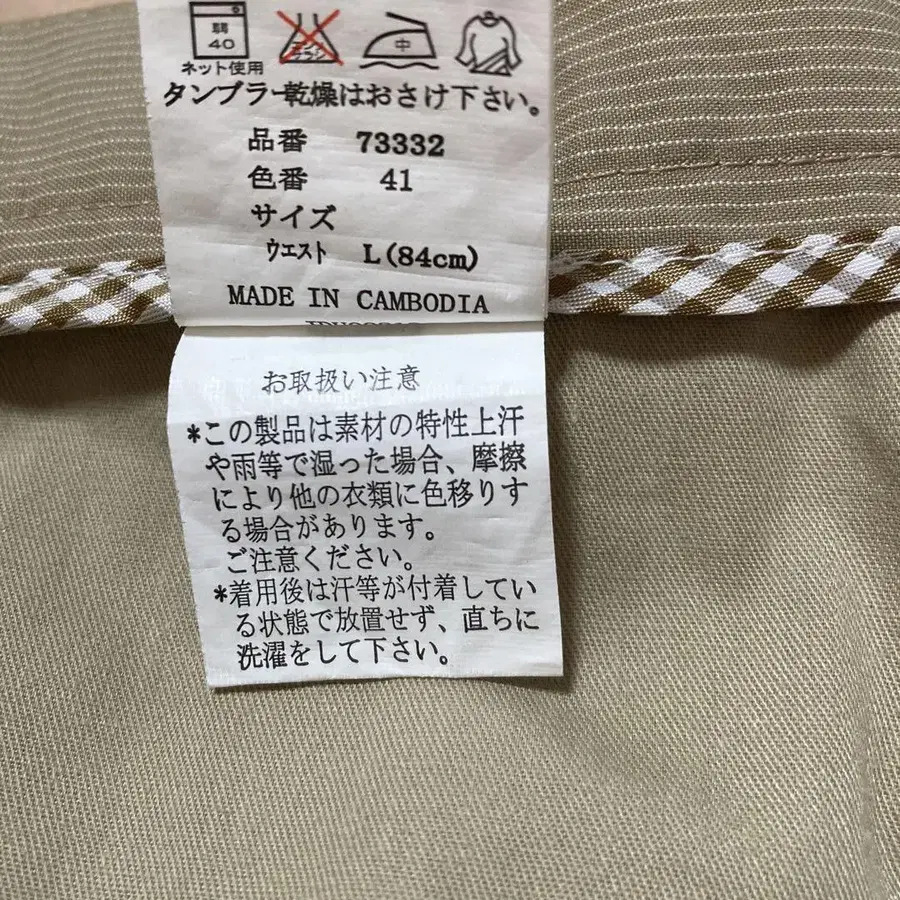 弱
40
エンソ
サラシ
中
ネット使用
タンブラー乾燥はおさけ下さい。
品番 73332
色番 41
サイズ
ウエスト L(84cm)
MADE IN CAMBODIA
お取扱い注意
*この製品は素材の特性上汗
や雨等で湿った場合、摩擦
により他の衣類に色移りす
る場合があります。
ご注意ください。
*着用後は汗等が付着してい
る状態で放置せず、直ちに
洗濯をして下さい。